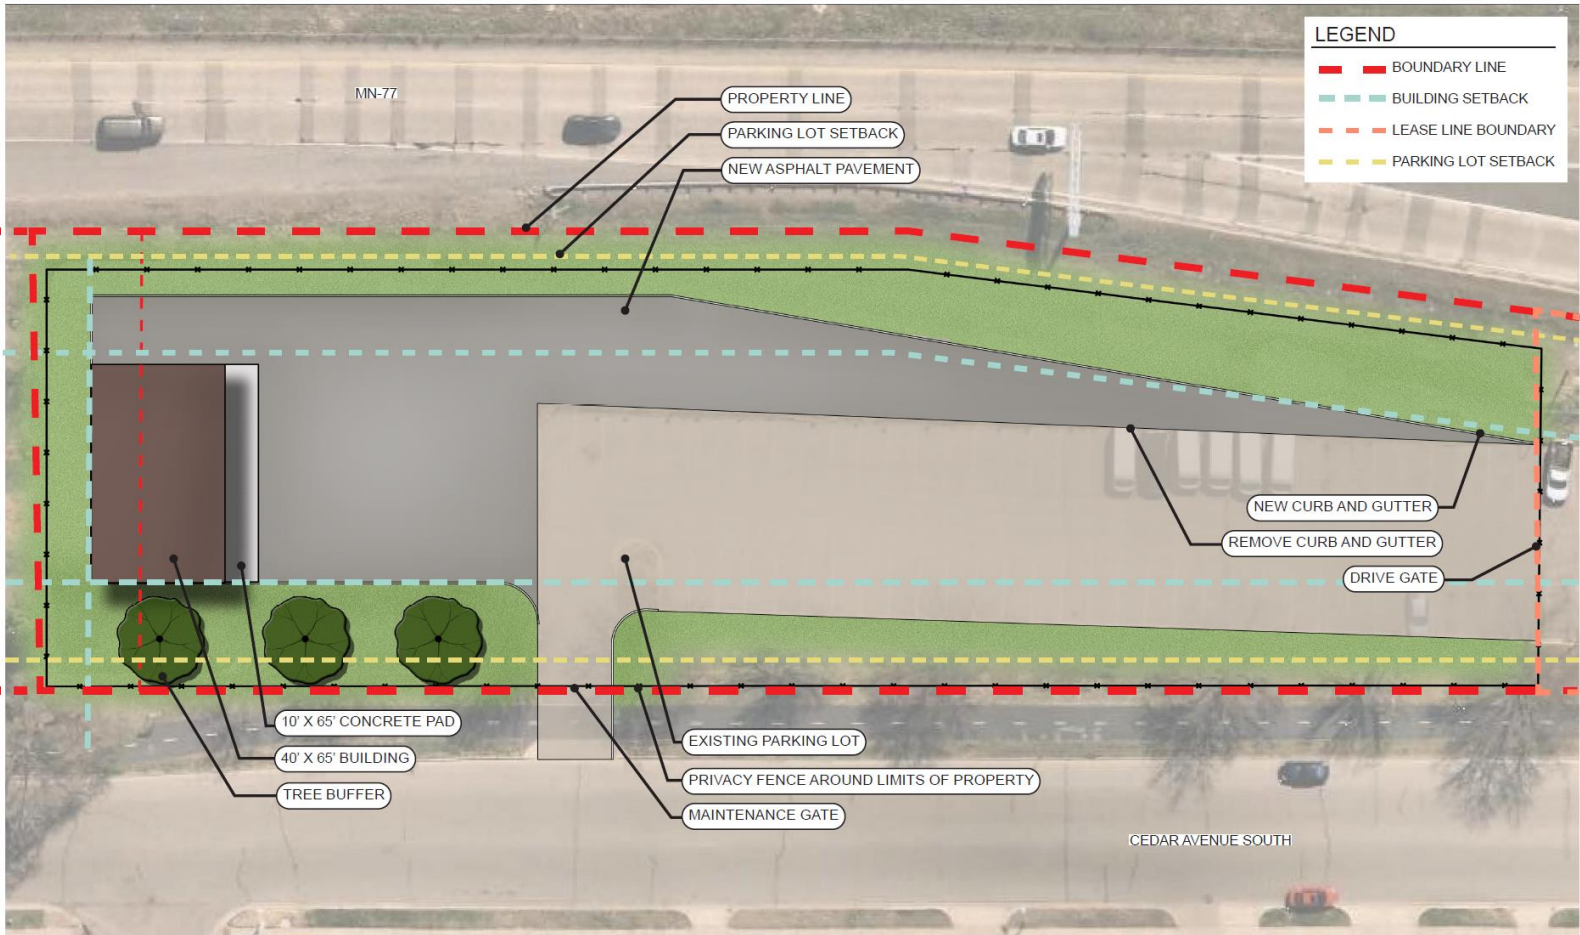 LEGEND
BOUNDARY LINE
BUILDING SETBACK
LEASE LINE BOUNDARY
PARKING LOT SETBACK
MN-77
PROPERTY LINE
PARKING LOT SETBACK
NEW ASPHALT PAVEMENT
NEW CURB AND GUTTER
REMOVE CURB AND GUTTER
DRIVE GATE
10' X 65' CONCRETE PAD
40' X 65' BUILDING
TREE BUFFER
EXISTING PARKING LOT
PRIVACY FENCE AROUND LIMITS OF PROPERTY
MAINTENANCE GATE
CEDAR AVENUE SOUTH